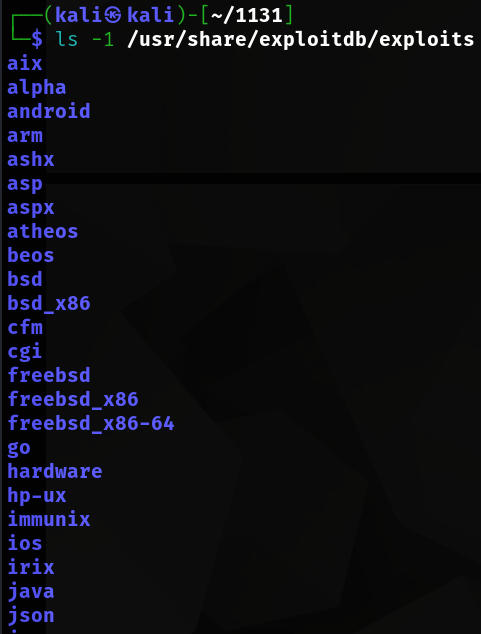 ┌──(kali㉿kali)-[~/1131]
└─$ ls -1 /usr/share/exploitdb/exploits
aix
alpha
android
arm
ashx
asp
aspx
atheos
beos
bsd
bsd_x86
cfm
cgi
freebsd
freebsd_x86
freebsd_x86-64
go
hardware
hp-ux
immunix
ios
irix
java
json